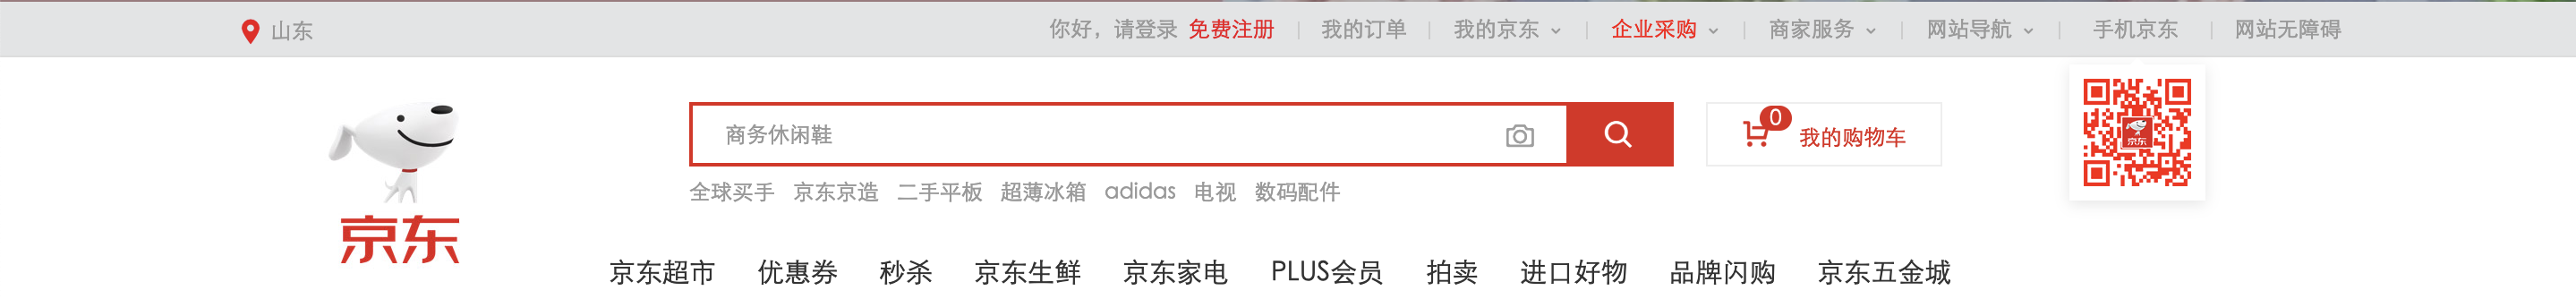 山东 你好，请登录 免费注册 我的订单 我的京东 企业采购 商家服务 网站导航 手机京东 网站无障碍
商务休闲鞋 0 我的购物车
京东
全球买手 京东京造 二手平板 超薄冰箱 adidas 电视 数码配件
京东
京东超市 优惠券 秒杀 京东生鲜 京东家电 PLUS会员 拍卖 进口好物 品牌闪购 京东五金城